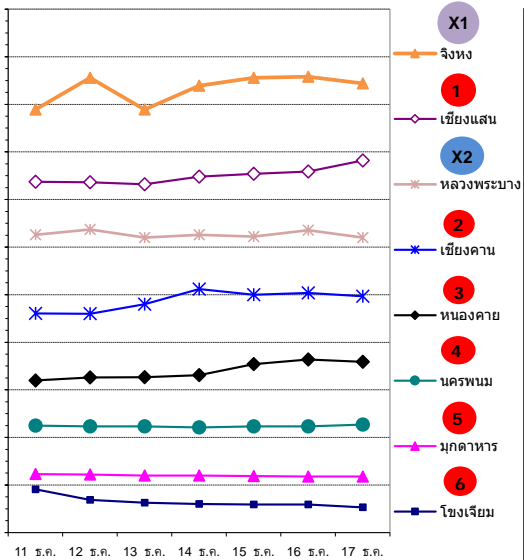 X1
จิงหง
1
เชียงแสน
X2
หลวงพระบาง
2
เชียงคาน
3
หนองคาย
4
นครพนม
5
มุกดาหาร
6
โขงเจียม
11 ธ.ค. 12 ธ.ค. 13 ธ.ค. 14 ธ.ค. 15 ธ.ค. 16 ธ.ค. 17 ธ.ค.